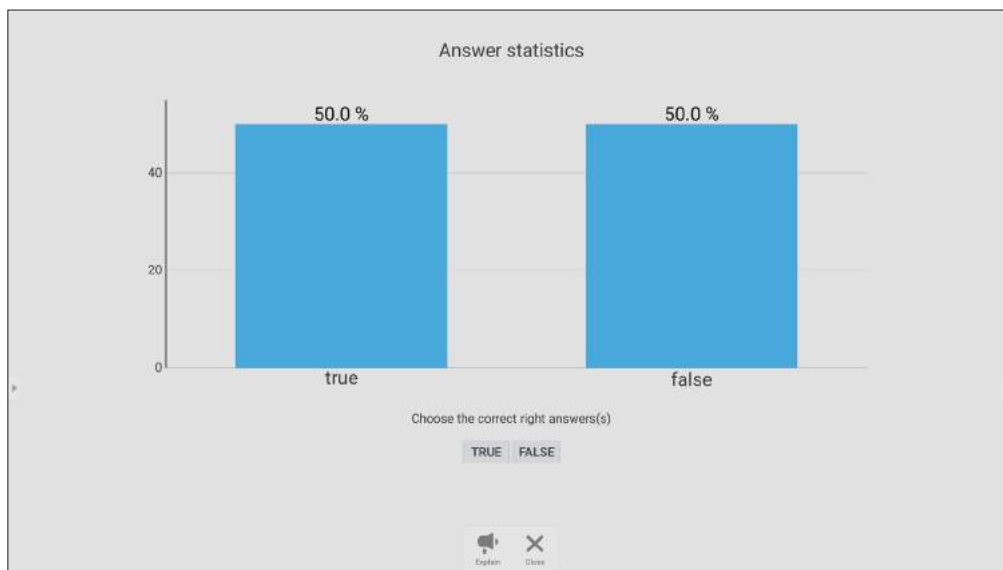 Answer statistics
50.0 % 50.0 %
40
20
0
true false
Choose the correct right answers(s)
TRUE FALSE
Explain Close